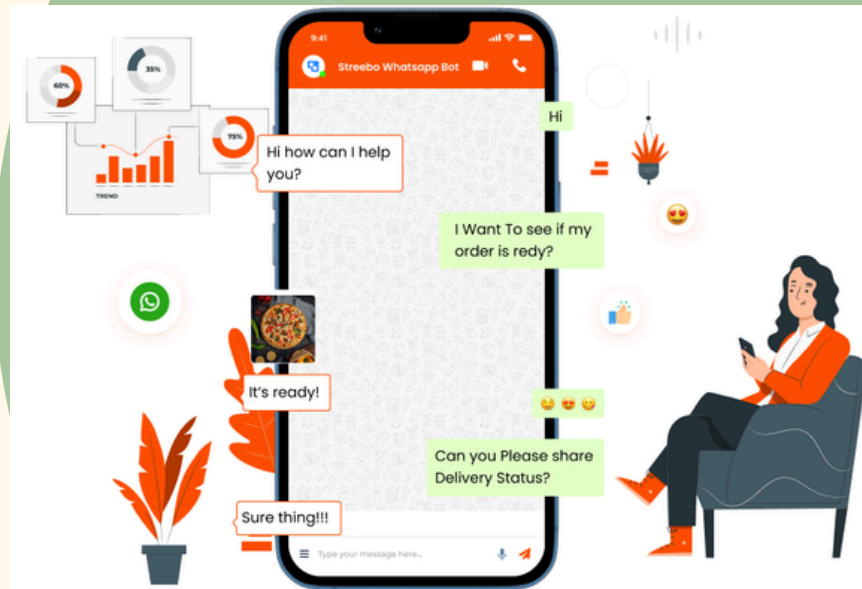 9:41
Streebo Whatsapp Bot
60%
35%
75%
TREND
Hi
Hi how can I help
you?
I Want To see if my
order is redy?
It's ready!
Can you Please share
Delivery Status?
Sure thing!!!
Type your message here...